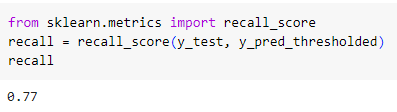 from sklearn.metrics import recall_score
recall = recall_score(y_test, y_pred_thresholded)
recall
0.77